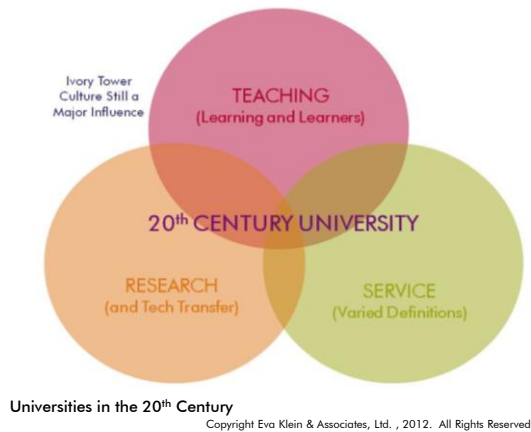 Ivory Tower
Culture Still a
Major Influence
TEACHING
(Learning and Learners)
20th CENTURY UNIVERSITY
RESEARCH
(and Tech Transfer)
SERVICE
(Varied Definitions)
Universities in the 20th Century
Copyright Eva Klein & Associates, Ltd. , 2012. All Rights Reserved